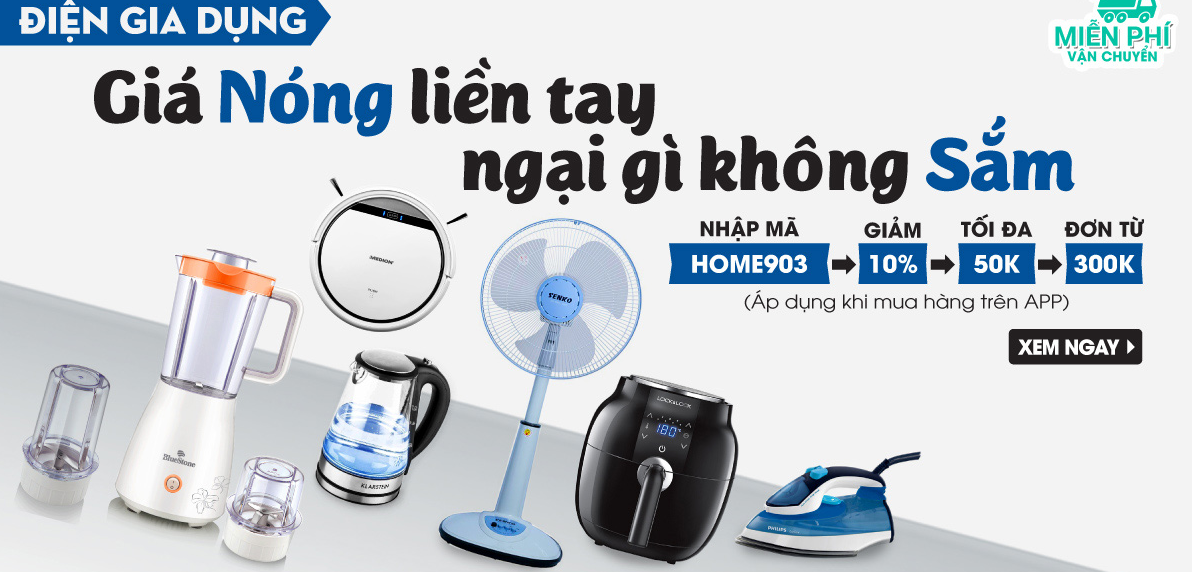 ĐIỆN GIA DỤNG
MIỄN PHÍ
VẬN CHUYỂN
Giá Nóng liền tay
ngại gì không Sắm
NHẬP MÃ GIẢM TỐI ĐA ĐƠN TỪ
HOME903 10% 50K 300K
(Áp dụng khi mua hàng trên APP)
XEM NGAY
MEDION
SENKO
LOCK&LOCK
180
BlueStone
KLARSTEIN
SENKO
PHILIPS